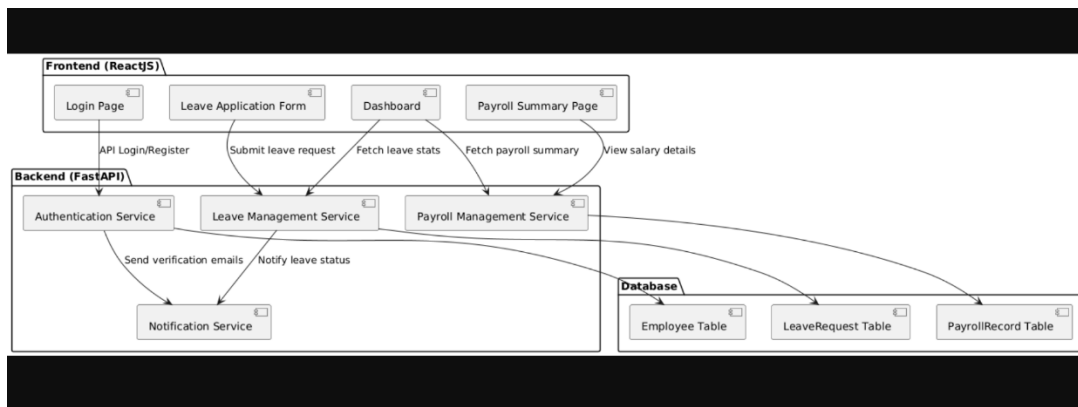 Frontend (ReactJS)
Login Page
Leave Application Form
Dashboard
Payroll Summary Page
API Login/Register
Submit leave request
Fetch leave stats
Fetch payroll summary
View salary details
Backend (FastAPI)
Authentication Service
Leave Management Service
Payroll Management Service
Send verification emails
Notify leave status
Database
Notification Service
Employee Table
LeaveRequest Table
PayrollRecord Table